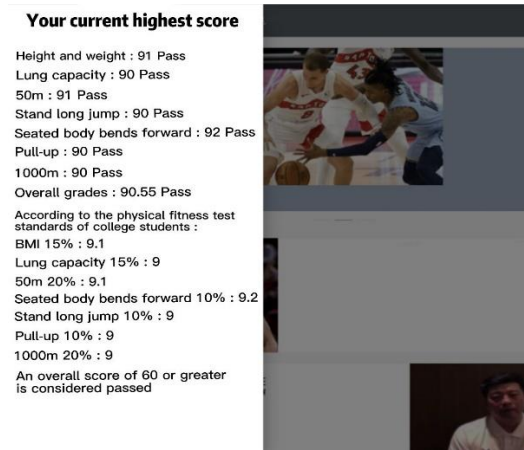 Your current highest score
Height and weight : 91 Pass
Lung capacity : 90 Pass
50m : 91 Pass
Stand long jump : 90 Pass
Seated body bends forward : 92 Pass
Pull-up : 90 Pass
1000m : 90 Pass
Overall grades : 90.55 Pass
According to the physical fitness test
standards of college students :
BMI 15% : 9.1
Lung capacity 15% : 9
50m 20% : 9.1
Seated body bends forward 10% : 9.2
Stand long jump 10% : 9
Pull-up 10% : 9
1000m 20% : 9
An overall score of 60 or greater
is considered passed